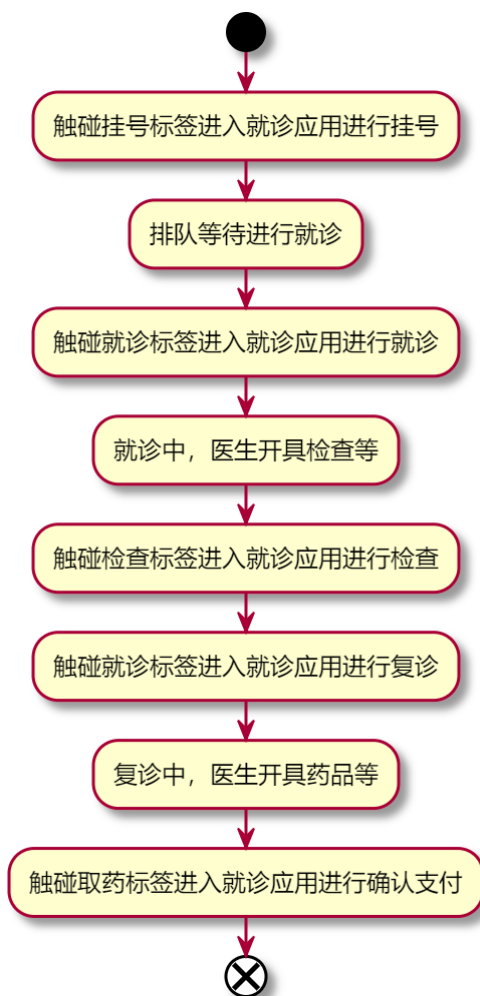 触碰挂号标签进入就诊应用进行挂号
排队等待进行就诊
触碰就诊标签进入就诊应用进行就诊
就诊中，医生开具检查等
触碰检查标签进入就诊应用进行检查
触碰就诊标签进入就诊应用进行复诊
复诊中，医生开具药品等
触碰取药标签进入就诊应用进行确认支付